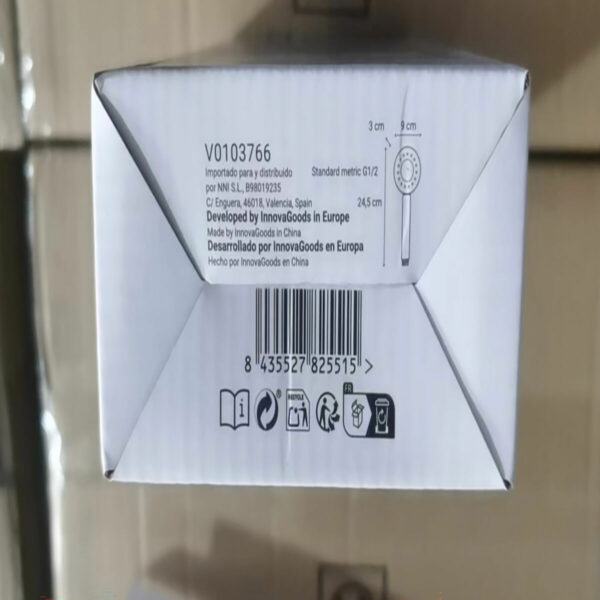 V0103766
Importado para y distribuido
por NNI S.L., B98019235
C/ Enguera, 46018, Valencia, Spain
Developed by InnovaGoods in Europe
Made by InnovaGoods in China
Desarrollado por InnovaGoods en Europa
Hecho por InnovaGoods en China
3 cm
9 cm
Standard metric G1/2
24,5 cm
8 435527 825515 >
RECYCLE
FR